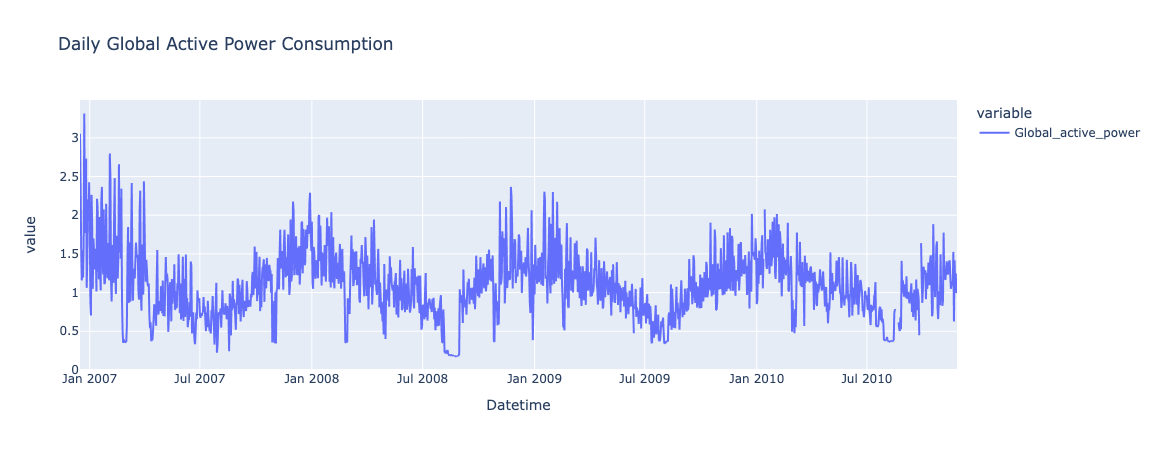 Daily Global Active Power Consumption
variable
Global_active_power
3
2.5
2
1.5
1
0.5
0
value
Jan 2007 Jul 2007 Jan 2008 Jul 2008 Jan 2009 Jul 2009 Jan 2010 Jul 2010
Datetime